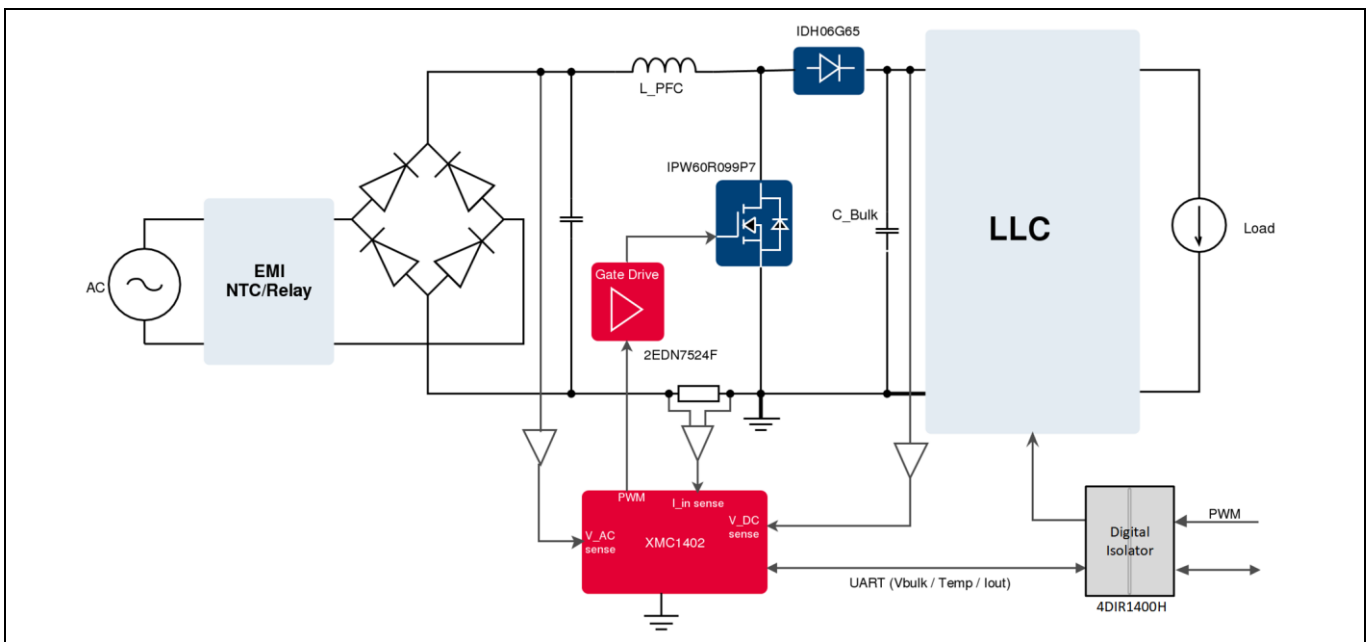 IDH06G65
L_PFC
IPW60R099P7
C_Bulk
LLC
Load
AC
EMI
NTC/Relay
Gate Drive
2EDN7524F
PWM
I_in sense
V_DC
sense
V_AC
sense
XMC1402
PWM
Digital
Isolator
UART (Vbulk / Temp / Iout)
4DIR1400H